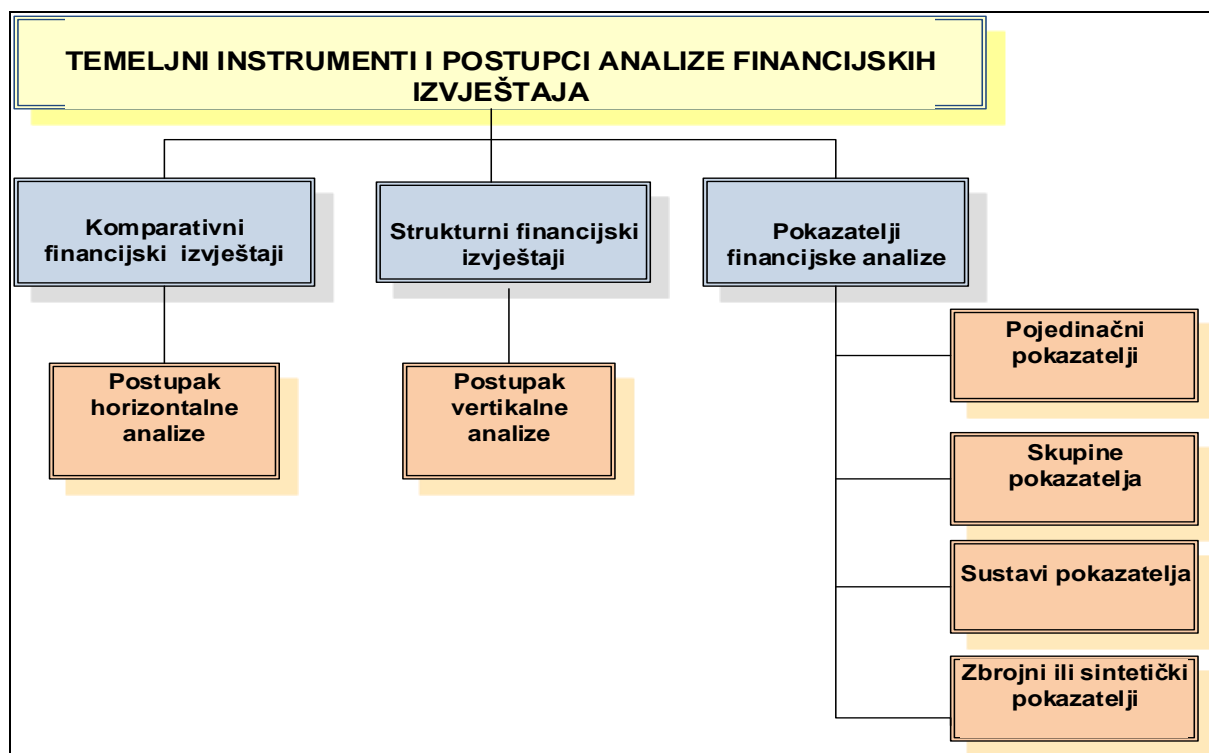 TEMELJNI INSTRUMENTI I POSTUPCI ANALIZE FINANCIJSKIH
IZVJEŠTAJA
Komparativni
financijski izvještaji
Strukturni financijski
izvještaji
Pokazatelji
financijske analize
Postupak
horizontalne
analize
Postupak
vertikalne
analize
Pojedinačni
pokazatelji
Skupine
pokazatelja
Sustavi pokazatelja
Zbrojni ili sintetički
pokazatelji